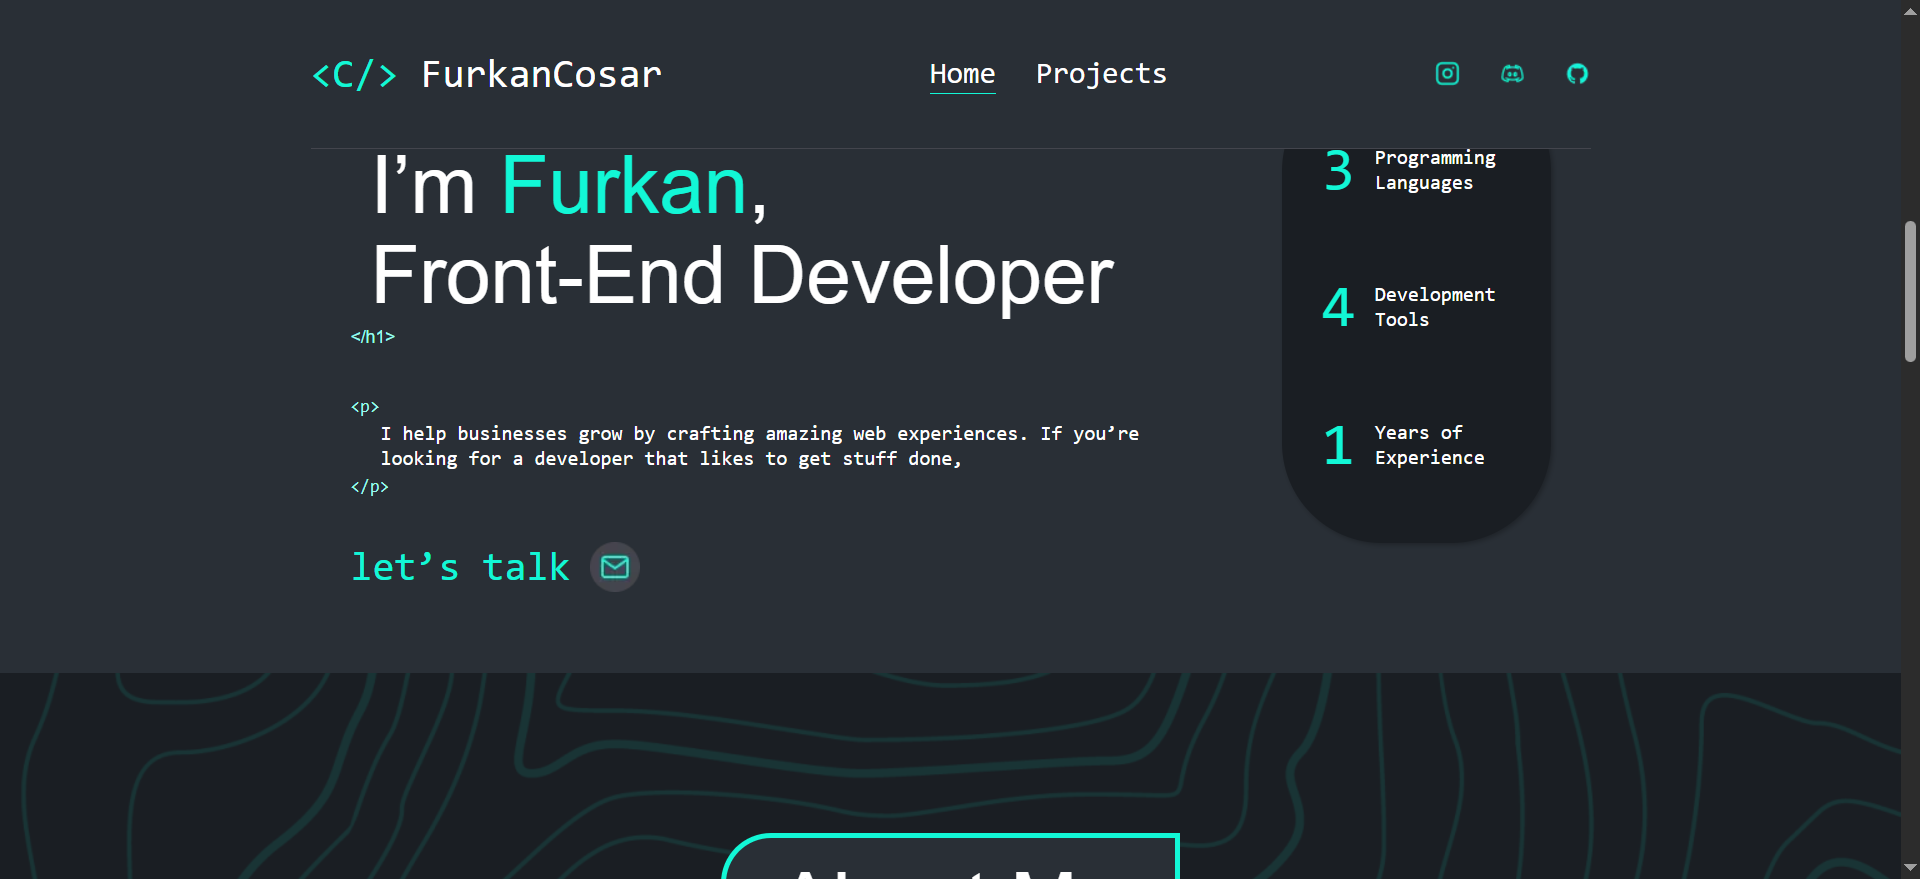 <C/> FurkanCosar
Home
Projects
I’m Furkan,
Front-End Developer
</h1>
<p>
I help businesses grow by crafting amazing web experiences. If you’re
looking for a developer that likes to get stuff done,
</p>
let’s talk
3 Programming
Languages
4 Development
Tools
1 Years of
Experience
About M